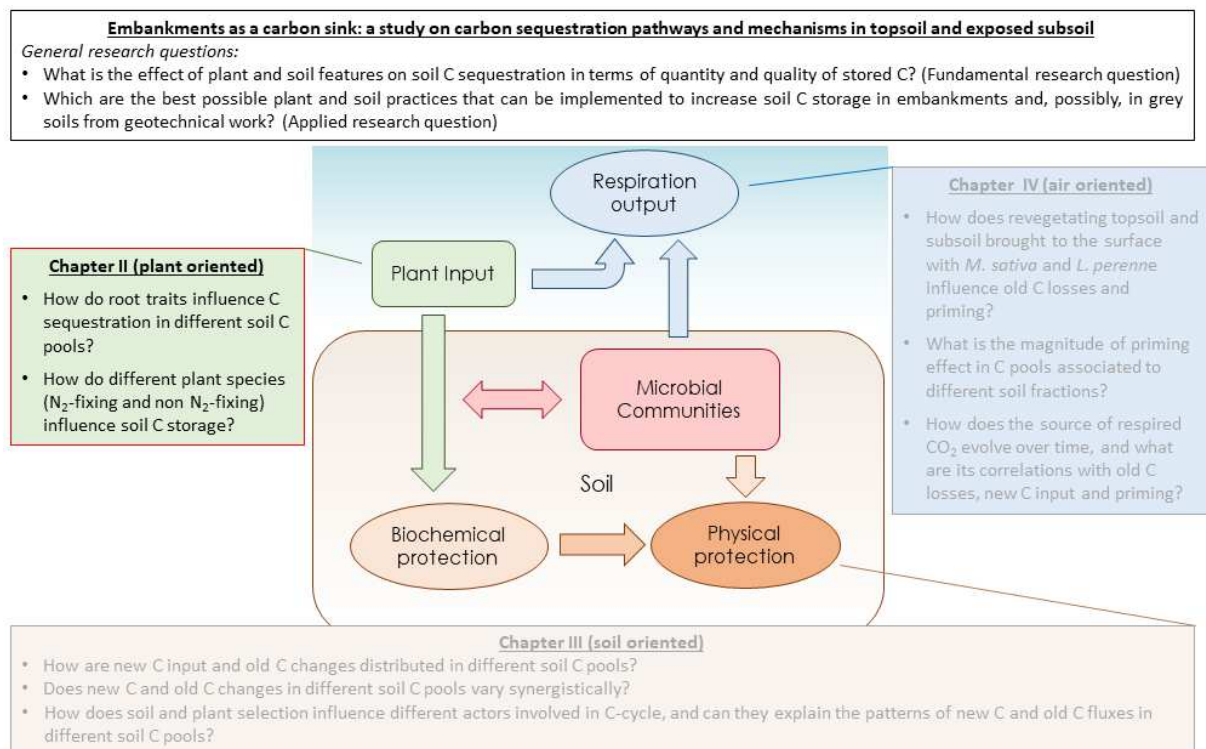 Embankments as a carbon sink: a study on carbon sequestration pathways and mechanisms in topsoil and exposed subsoil
General research questions:
• What is the effect of plant and soil features on soil C sequestration in terms of quantity and quality of stored C? (Fundamental research question)
• Which are the best possible plant and soil practices that can be implemented to increase soil C storage in embankments and, possibly, in grey
soils from geotechnical work? (Applied research question)
Respiration
output
Plant Input
Chapter II (plant oriented)
• How do root traits influence C
sequestration in different soil C
pools?
• How do different plant species
(N₂-fixing and non N₂-fixing)
influence soil C storage?
Microbial
Communities
Soil
Biochemical
protection
Physical
protection
Chapter IV (air oriented)
• How does revegetating topsoil and
subsoil brought to the surface
with M. sativa and L. perenne
influence old C losses and
priming?
• What is the magnitude of priming
effect in C pools associated to
different soil fractions?
• How does the source of respired
CO₂ evolve over time, and what
are its correlations with old C
losses, new C input and priming?
Chapter III (soil oriented)
• How are new C input and old C changes distributed in different soil C pools?
• Does new C and old C changes in different soil C pools vary synergistically?
• How does soil and plant selection influence different actors involved in C-cycle, and can they explain the patterns of new C and old C fluxes in
different soil C pools?